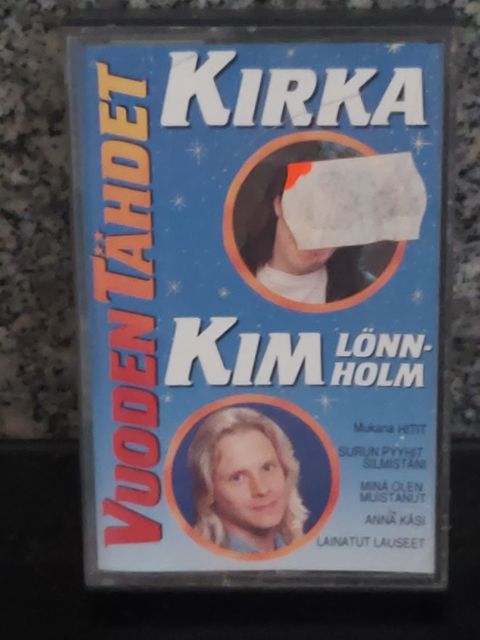 VUODEN TÄHDET
KIRKA
KIM LÖNN-
HOLM
Mukana HITIT
SURUN PYYHIT
SILMISTÄNI
MINÄ OLEN
MUISTANUT
ANNA KÄSI
LAINATUT LAUSEET